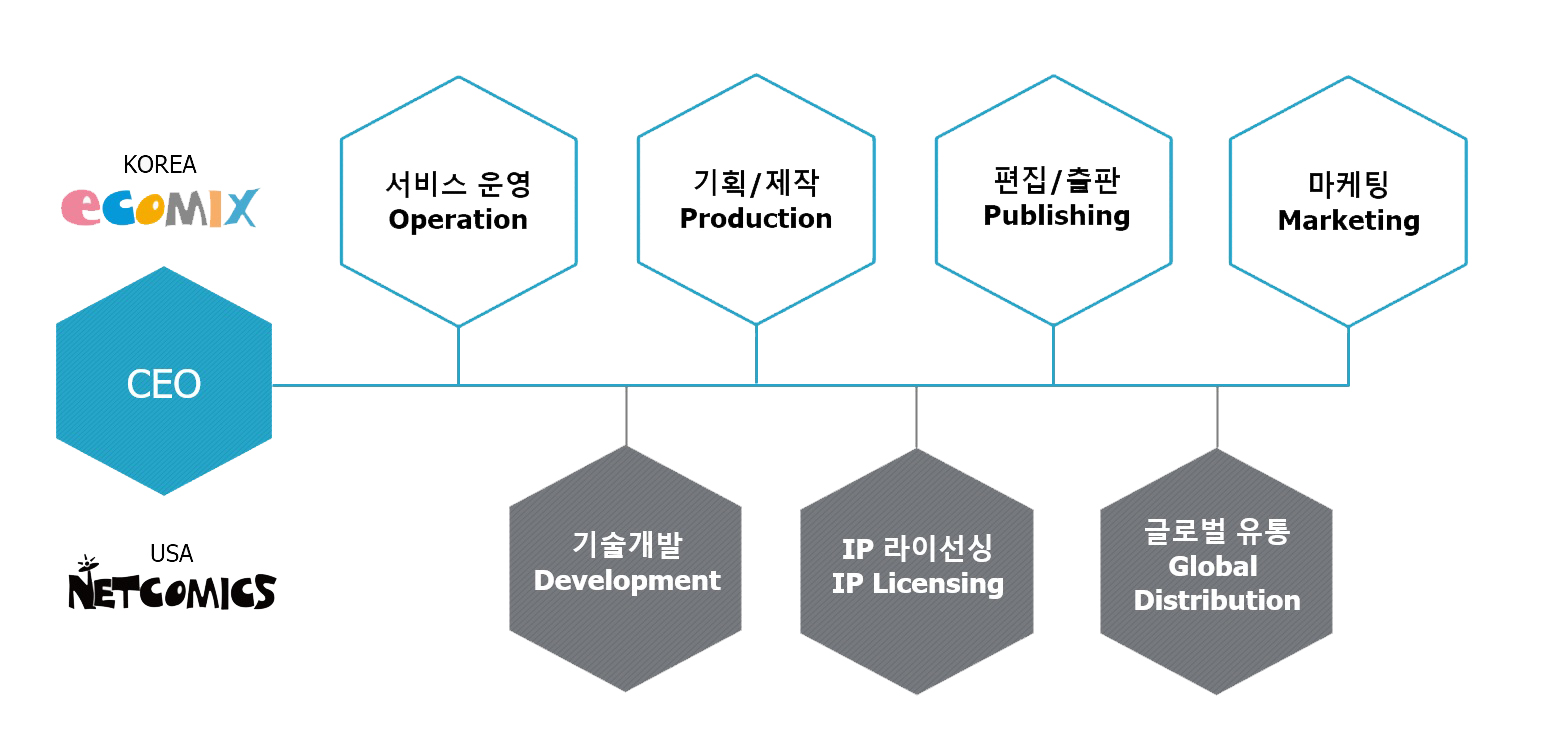 KOREA
ecomix
CEO
USA
NETCOMICS
서비스 운영
Operation
기획/제작
Production
편집/출판
Publishing
마케팅
Marketing
기술개발
Development
IP 라이선싱
IP Licensing
글로벌 유통
Global
Distribution